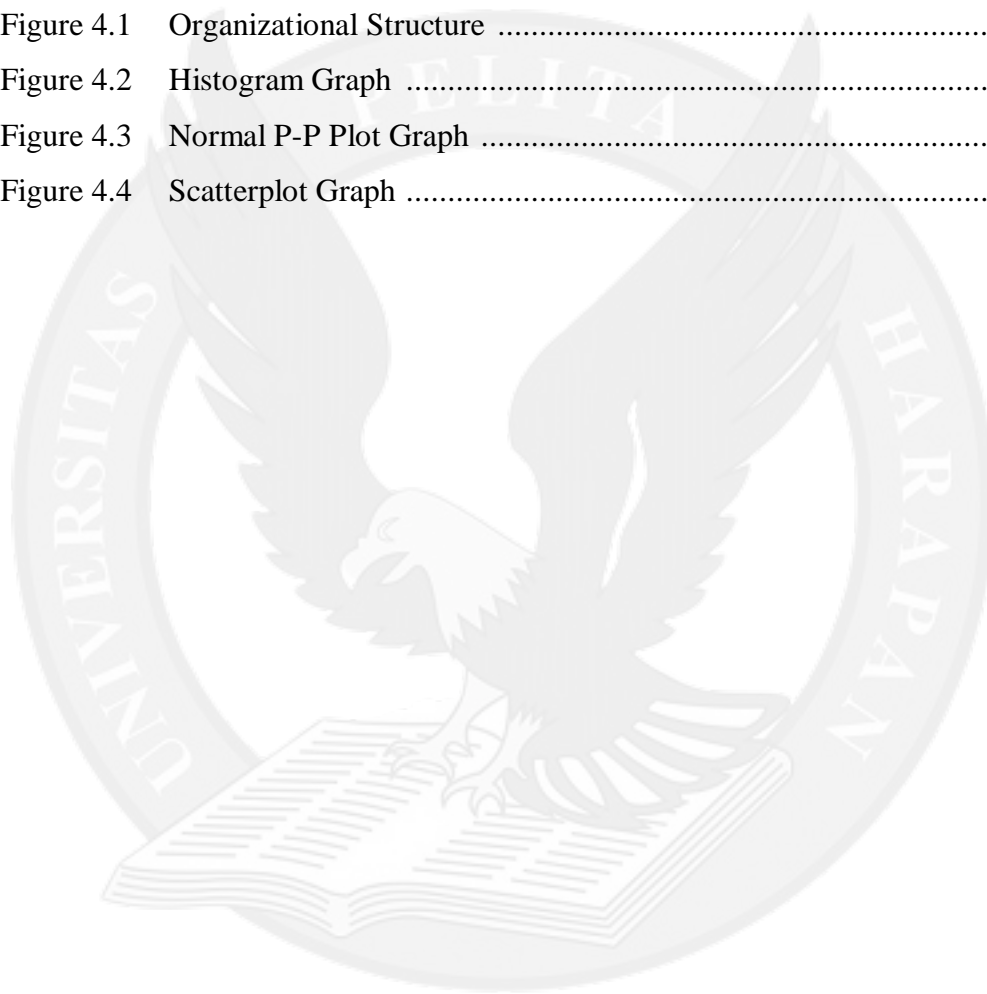 Figure 4.1 Organizational Structure ............................................................
Figure 4.2 Histogram Graph .......................................................................
Figure 4.3 Normal P-P Plot Graph ..............................................................
Figure 4.4 Scatterplot Graph .......................................................................
UNIVERSITAS PELITA HARAPAN